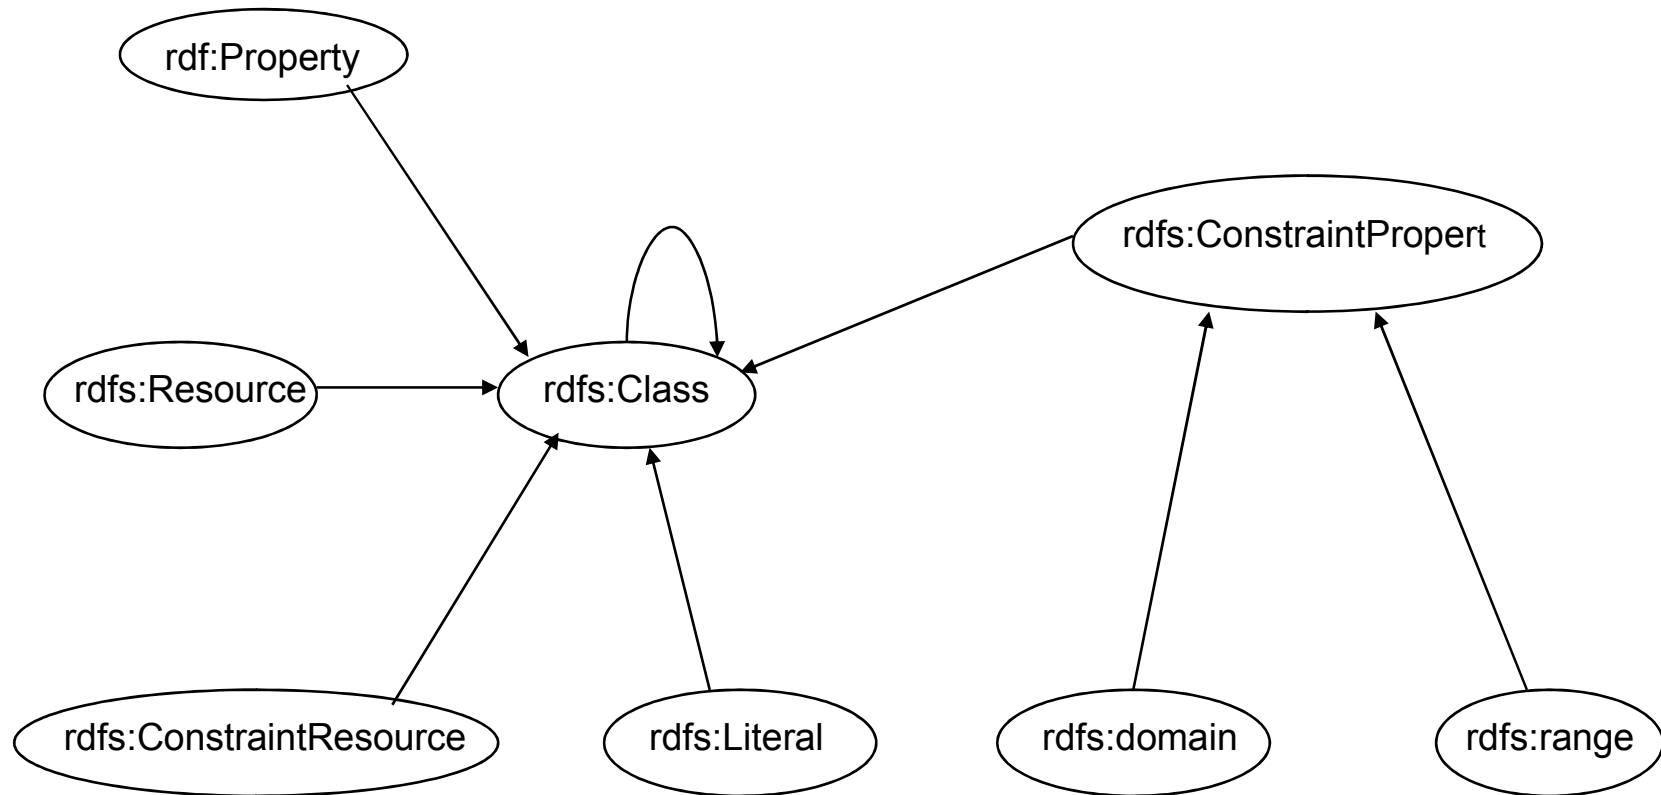 rdf:Property
rdfs:ConstraintPropert
rdfs:Resource
rdfs:Class
rdfs:ConstraintResource
rdfs:Literal
rdfs:domain
rdfs:range